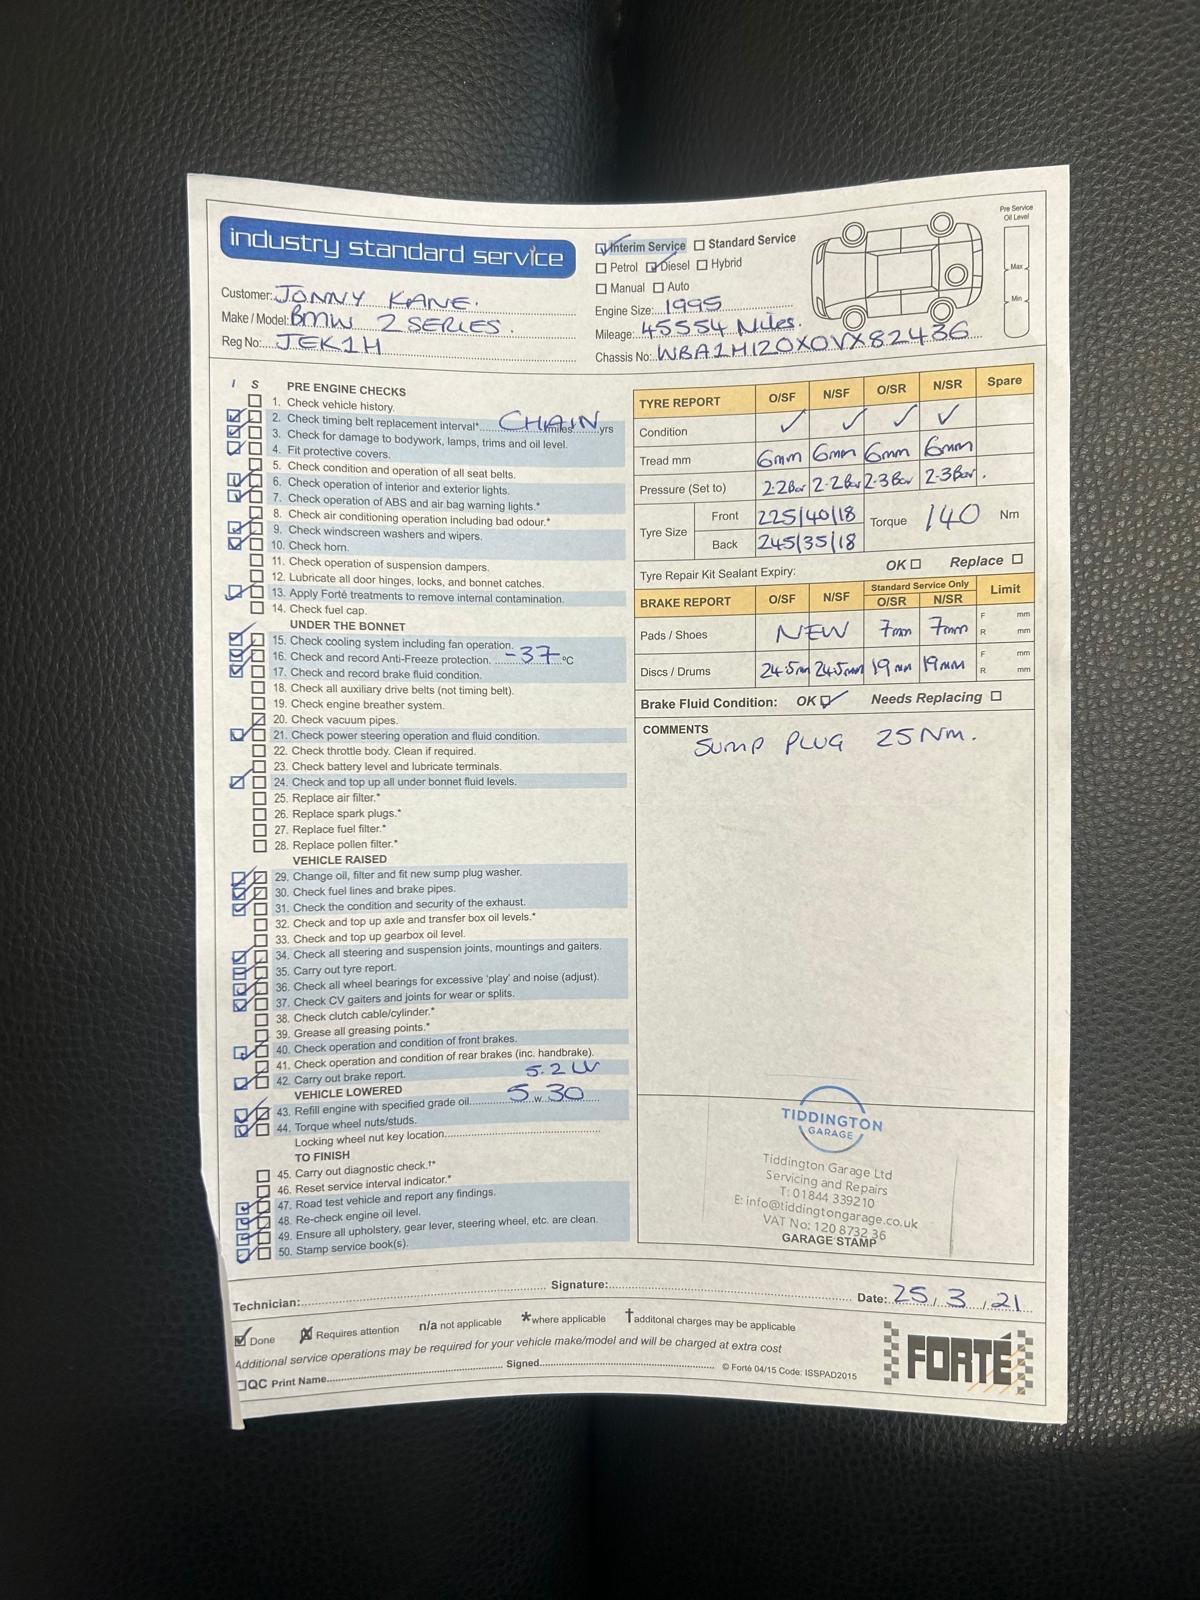 industry standard service
Interim Service Standard Service
Petrol Diesel Hybrid
Manual Auto
Pre Service
Oil Level
Max
Min
Customer: JONNY KANE.
Make / Model: BMW 2 SERIES.
Reg No: JEK1H
Engine Size: 1995
Mileage: 45554 Miles.
Chassis No: WBA1H120X0VX82436
I S PRE ENGINE CHECKS
1. Check vehicle history.
2. Check timing belt replacement interval* CHAIN miles yrs
3. Check for damage to bodywork, lamps, trims and oil level.
4. Fit protective covers.
5. Check condition and operation of all seat belts.
6. Check operation of interior and exterior lights.
7. Check operation of ABS and air bag warning lights.*
8. Check air conditioning operation including bad odour.*
9. Check windscreen washers and wipers.
10. Check horn.
11. Check operation of suspension dampers.
12. Lubricate all door hinges, locks, and bonnet catches.
13. Apply Forté treatments to remove internal contamination.
14. Check fuel cap.
UNDER THE BONNET
15. Check cooling system including fan operation.
16. Check and record Anti-Freeze protection. -37 °C
17. Check and record brake fluid condition.
18. Check all auxiliary drive belts (not timing belt).
19. Check engine breather system.
20. Check vacuum pipes.
21. Check power steering operation and fluid condition.
22. Check throttle body. Clean if required.
23. Check battery level and lubricate terminals.
24. Check and top up all under bonnet fluid levels.
25. Replace air filter.*
26. Replace spark plugs.*
27. Replace fuel filter.*
28. Replace pollen filter.*
VEHICLE RAISED
29. Change oil, filter and fit new sump plug washer.
30. Check fuel lines and brake pipes.
31. Check the condition and security of the exhaust.
32. Check and top up axle and transfer box oil levels.*
33. Check and top up gearbox oil level.
34. Check all steering and suspension joints, mountings and gaiters.
35. Carry out tyre report.
36. Check all wheel bearings for excessive 'play' and noise (adjust).
37. Check CV gaiters and joints for wear or splits.
38. Check clutch cable/cylinder.*
39. Grease all greasing points.*
40. Check operation and condition of front brakes.
41. Check operation and condition of rear brakes (inc. handbrake).
42. Carry out brake report. 5.2
VEHICLE LOWERED
43. Refill engine with specified grade oil. 5 w 30
44. Torque wheel nuts/studs.
Locking wheel nut key location
TO FINISH
45. Carry out diagnostic check.†*
46. Reset service interval indicator.*
47. Road test vehicle and report any findings.
48. Re-check engine oil level.
49. Ensure all upholstery, gear lever, steering wheel, etc. are clean.
50. Stamp service book(s).
TYRE REPORT O/SF N/SF O/SR N/SR Spare
Condition
Tread mm 6mm 6mm 6mm 6mm
Pressure (Set to) 2.2Bar 2.2Bar 2.3Bar 2.3Bar.
Tyre Size Front 225/40/18 Torque 140 Nm
Back 245/35/18
Tyre Repair Kit Sealant Expiry: OK Replace
BRAKE REPORT O/SF N/SF Standard Service Only O/SR N/SR Limit
Pads / Shoes NEW 7mm 7mm F mm R mm
Discs / Drums 24.5mm 24.5mm 19mm 19mm F mm R mm
Brake Fluid Condition: OK Needs Replacing
COMMENTS
SUMP PLUG 25Nm.
TIDDINGTON
GARAGE
Tiddington Garage Ltd
Servicing and Repairs
T: 01844 339210
E: info@tiddingtongarage.co.uk
VAT No: 120 8732 36
GARAGE STAMP
Technician: Signature: Date: 25/3/21
Done Requires attention n/a not applicable *where applicable †additonal charges may be applicable
Additional service operations may be required for your vehicle make/model and will be charged at extra cost
QC Print Name Signed © Forté 04/15 Code: ISSPAD2015
FORTÉ